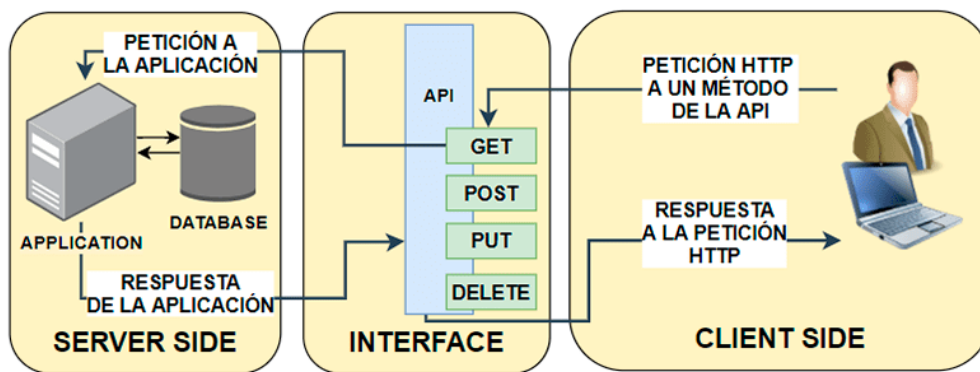 PETICIÓN A
LA APLICACIÓN
APPLICATION
DATABASE
RESPUESTA
DE LA APLICACIÓN
SERVER SIDE
API
GET
POST
PUT
DELETE
INTERFACE
PETICIÓN HTTP
A UN MÉTODO
DE LA API
RESPUESTA
A LA PETICIÓN
HTTP
CLIENT SIDE